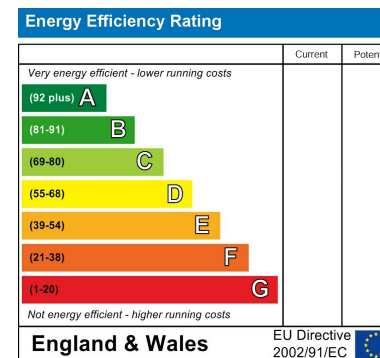 Energy Efficiency Rating
Current Poten
Very energy efficient - lower running costs
(92 plus) A
(81-91) B
(69-80) C
(55-68) D
(39-54) E
(21-38) F
(1-20) G
Not energy efficient - higher running costs
England & Wales
EU Directive
2002/91/EC